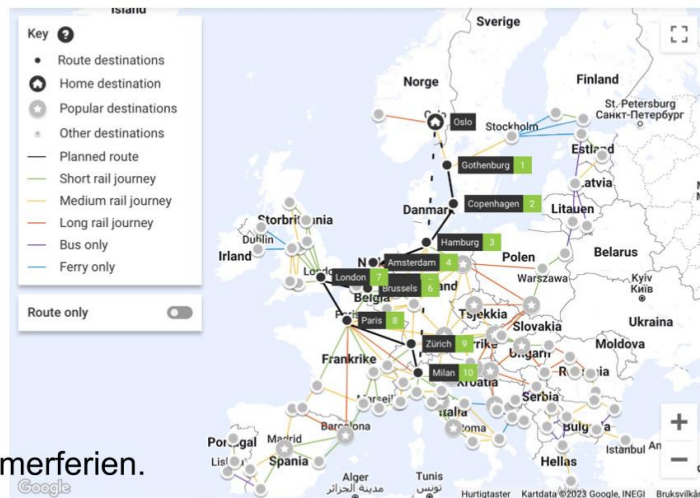 Island
Key ?
Route destinations
Home destination
Popular destinations
Other destinations
Planned route
Short rail journey
Medium rail journey
Long rail journey
Bus only
Ferry only
Route only
Sverige
Norge
Finland
Oslo
St. Petersburg
Санкт-Петербург
Stockholm
Estland
Gothenburg 1
Latvia
Copenhagen 2
Danmark
Litauen
Storbritannia
Dublin
Irland
Hamburg 3
Amsterdam 4
Polen
Belarus
London 7
Brussels 6
Warszawa
Belgia
Kyiv
Київ
Tsjekkia
Paris 8
Slovakia
Ukraina
Zürich 9
Moldova
Frankrike
Milan 10
Kroatia
Serbia
Italia
Roma
Barcelona
Portugal
Madrid
Spania
Istanbul
Hellas
merferien.
Google
Alger
مدينة الجزائر
Tunis
تونس
Hurtigtaster Kartdata ©2023 Google, INEGI